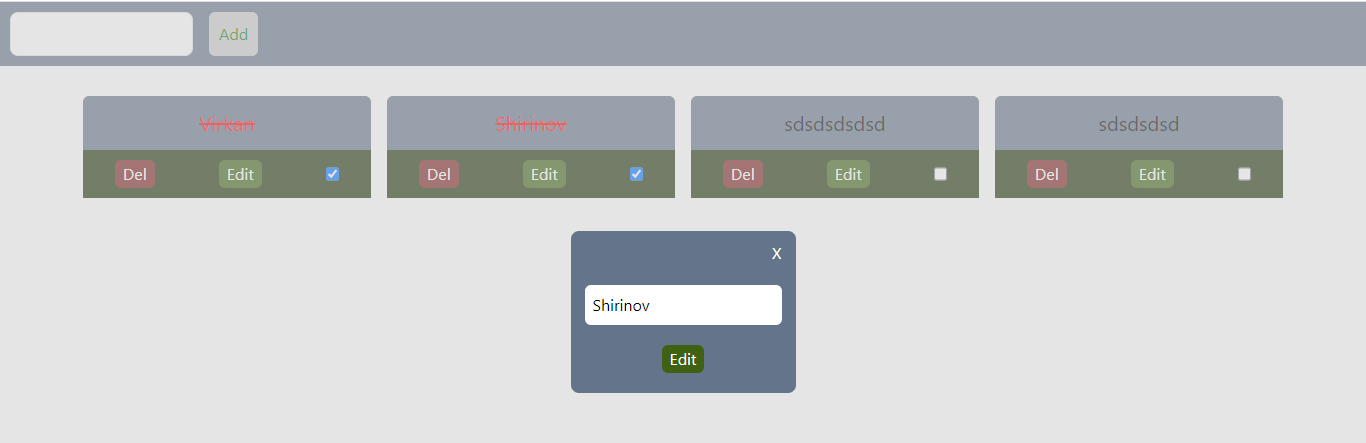 Add
Virkan Shirinov sdsdsdsdsd sdsdsdsd
Del Edit Del Edit Del Edit Del Edit
X
Shirinov
Edit